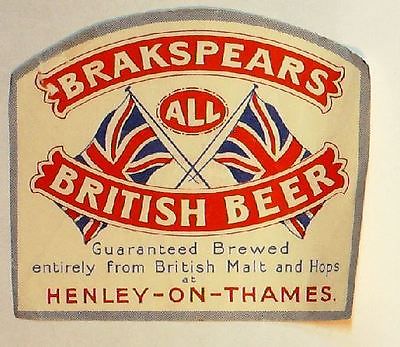 BRAKSPEARS
ALL
BRITISH BEER
Guaranteed Brewed
entirely from British Malt and Hops
at
HENLEY-ON-THAMES.